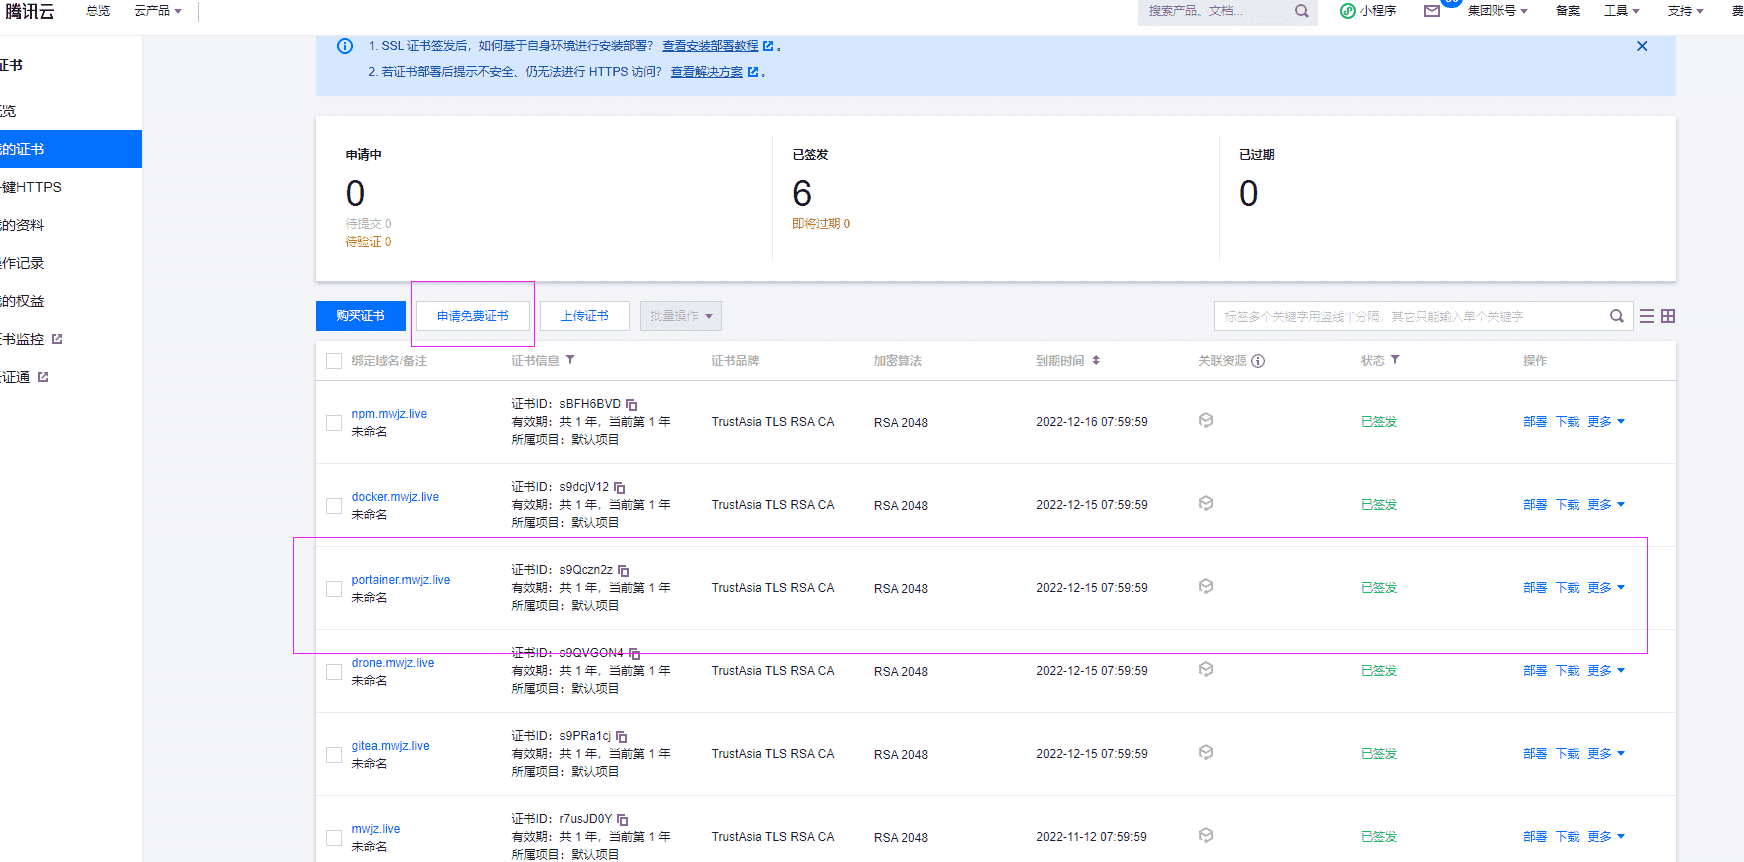 腾讯云
总览
云产品
搜索产品、文档...
小程序
集团账号
备案
工具
支持
费
证书
概览
我的证书
一键HTTPS
我的资料
操作记录
我的权益
证书监控
云证通
1. SSL 证书签发后，如何基于自身环境进行安装部署？ 查看安装部署教程 。
2. 若证书部署后提示不安全、仍无法进行 HTTPS 访问？ 查看解决方案 。
申请中
0
待提交 0
待验证 0
已签发
6
即将过期 0
已过期
0
购买证书
申请免费证书
上传证书
批量操作
标签多个关键字用竖线“|”分隔，其它只能输入单个关键字
绑定域名/备注
证书信息
证书品牌
加密算法
到期时间
关联资源
状态
操作
npm.mwjz.live
未命名
证书ID：sBFH6BVD
有效期：共 1 年，当前第 1 年
所属项目：默认项目
TrustAsia TLS RSA CA
RSA 2048
2022-12-16 07:59:59
已签发
部署 下载 更多
docker.mwjz.live
未命名
证书ID：s9dcjV12
有效期：共 1 年，当前第 1 年
所属项目：默认项目
TrustAsia TLS RSA CA
RSA 2048
2022-12-15 07:59:59
已签发
部署 下载 更多
portainer.mwjz.live
未命名
证书ID：s9Qczn2z
有效期：共 1 年，当前第 1 年
所属项目：默认项目
TrustAsia TLS RSA CA
RSA 2048
2022-12-15 07:59:59
已签发
部署 下载 更多
drone.mwjz.live
未命名
证书ID：s9QVGON4
有效期：共 1 年，当前第 1 年
所属项目：默认项目
TrustAsia TLS RSA CA
RSA 2048
2022-12-15 07:59:59
已签发
部署 下载 更多
gitea.mwjz.live
未命名
证书ID：s9PRa1cj
有效期：共 1 年，当前第 1 年
所属项目：默认项目
TrustAsia TLS RSA CA
RSA 2048
2022-12-15 07:59:59
已签发
部署 下载 更多
mwjz.live
未命名
证书ID：r7usJD0Y
有效期：共 1 年，当前第 1 年
所属项目：默认项目
TrustAsia TLS RSA CA
RSA 2048
2022-11-12 07:59:59
已签发
部署 下载 更多